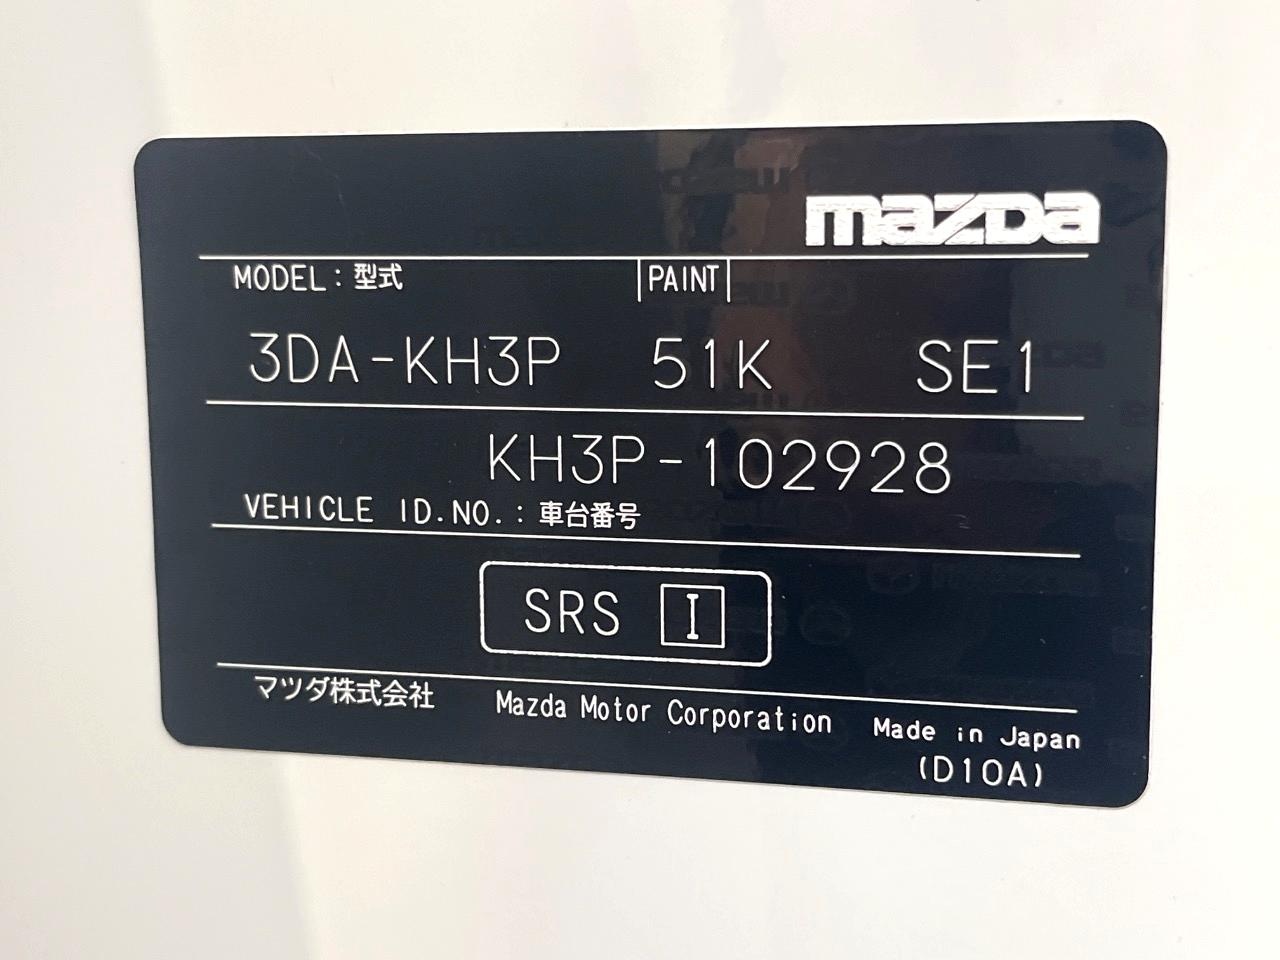 mazda
MODEL : 型式 PAINT
3DA-KH3P 51K SE1
KH3P-102928
VEHICLE ID.NO. : 車台番号
SRS I
マツダ株式会社 Mazda Motor Corporation Made in Japan
(D10A)